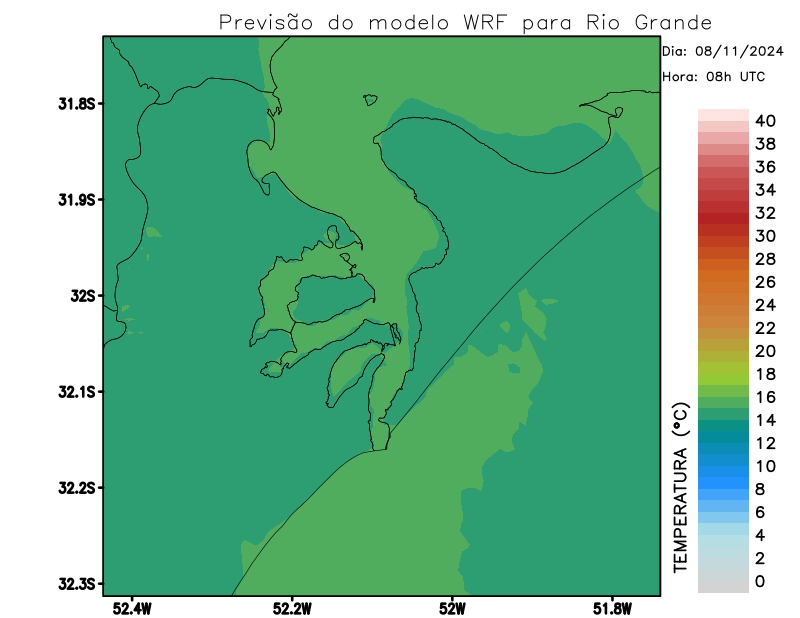 Previsão do modelo WRF para Rio Grande
Dia: 08/11/2024
Hora: 08h UTC
31.8S
31.9S
32S
32.1S
32.2S
32.3S
52.4W
52.2W
52W
51.8W
TEMPERATURA (°C)
40
38
36
34
32
30
28
26
24
22
20
18
16
14
12
10
8
6
4
2
0